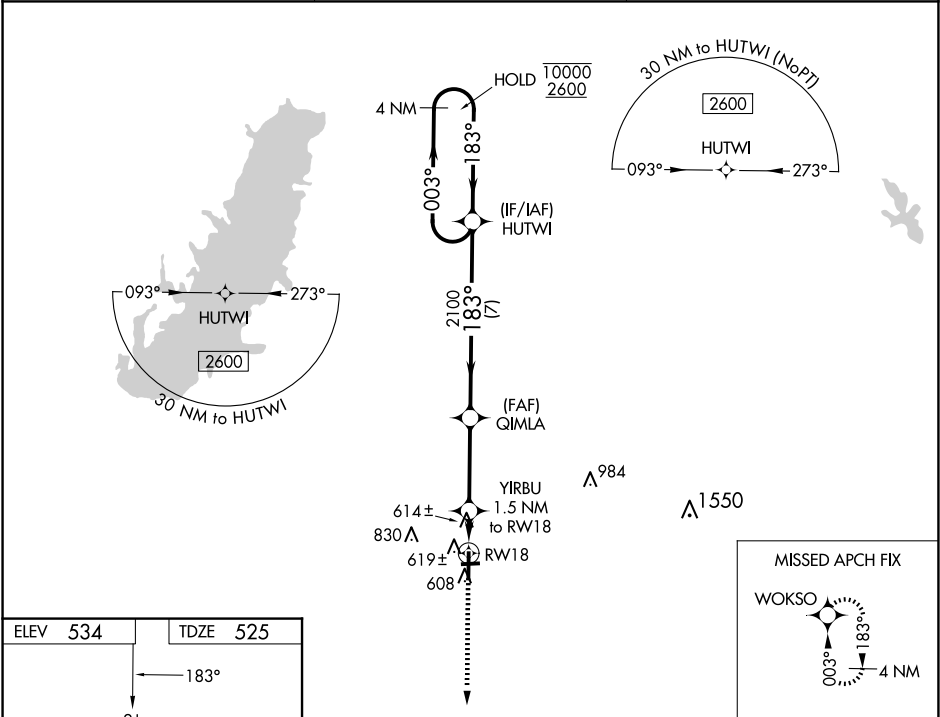 HOLD 10000
2600
4 NM
183°
003°
(IF/IAF)
HUTWI
30 NM to HUTWI (NoPT)
2600
HUTWI
093°
273°
093°
273°
HUTWI
2600
30 NM to HUTWI
2100
183°
(7)
(FAF)
QIMLA
YIRBU
1.5 NM
to RW18
614±
830
619±
RW18
608
984
1550
MISSED APCH FIX
WOKSO
183°
003°
4 NM
ELEV 534
TDZE 525
183°